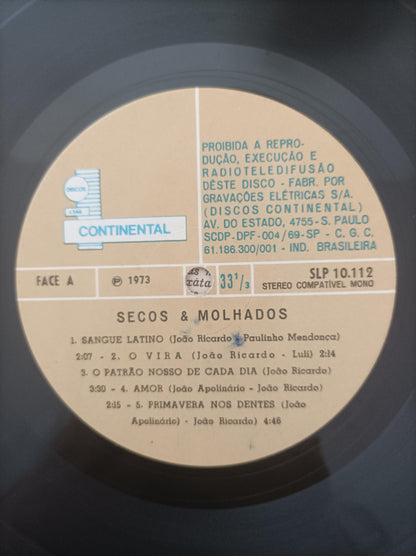 PROIBIDA A REPRO-
DUÇÃO, EXECUÇÃO E
RADIOTELEDIFUSÃO
DÊSTE DISCO - FABR. POR
GRAVAÇÕES ELÉTRICAS S/A.
(DISCOS CONTINENTAL)
AV. DO ESTADO, 4755 - S. PAULO
SCDP-DPF-004/69-SP - C. G. C.
61.186.300/001 - IND. BRASILEIRA
DISCOS
CONTINENTAL
FACE A
℗ 1973
33 1/3
SLP 10.112
STEREO COMPATÍVEL MONO
SECOS & MOLHADOS
1. SANGUE LATINO (João Ricardo - Paulinho Mendonça)
2:07 - 2. O VIRA (João Ricardo - Luli) 2:14
3. O PATRÃO NOSSO DE CADA DIA (João Ricardo)
3:30 - 4. AMOR (João Apolinário - João Ricardo)
2:15 - 5. PRIMAVERA NOS DENTES (João
Apolinário) - João Ricardo) 4:46